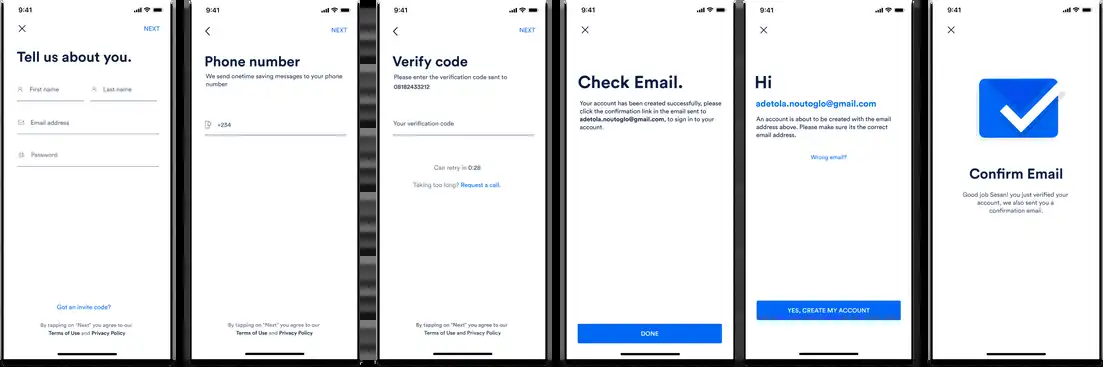 9:41
NEXT
Tell us about you.
First name
Last name
Email address
Password
Got an invite code?
By tapping on "Next" you agree to our
Terms of Use and Privacy Policy
9:41
NEXT
Phone number
We send onetime saving messages to your phone
number
+234
By tapping on "Next" you agree to our
Terms of Use and Privacy Policy
9:41
NEXT
Verify code
Please enter the verification code sent to
08182433212
Your verification code
Can retry in 0:28
Taking too long? Request a call.
By tapping on "Next" you agree to our
Terms of Use and Privacy Policy
9:41
Check Email.
Your account has been created successfully, please
click the confirmation link in the email sent to
adetola.noutoglo@gmail.com, to sign in to your
account.
DONE
9:41
Hi
adetola.noutoglo@gmail.com
An account is about to be created with the email
address above. Please make sure its the correct
email address.
Wrong email?
YES, CREATE MY ACCOUNT
9:41
Confirm Email
Good job Sesan! you just verified your
account, we also sent you a
confirmation email.